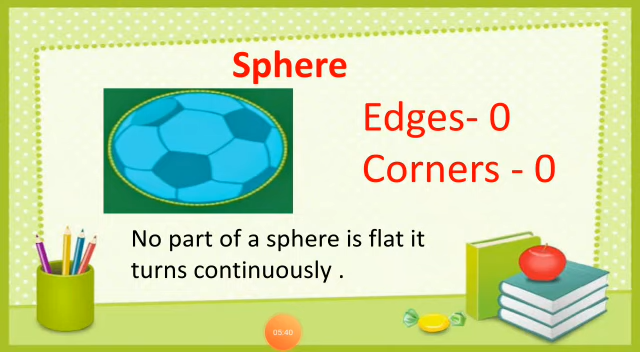 Sphere
Edges- 0
Corners - 0
No part of a sphere is flat it
turns continuously .
05:40